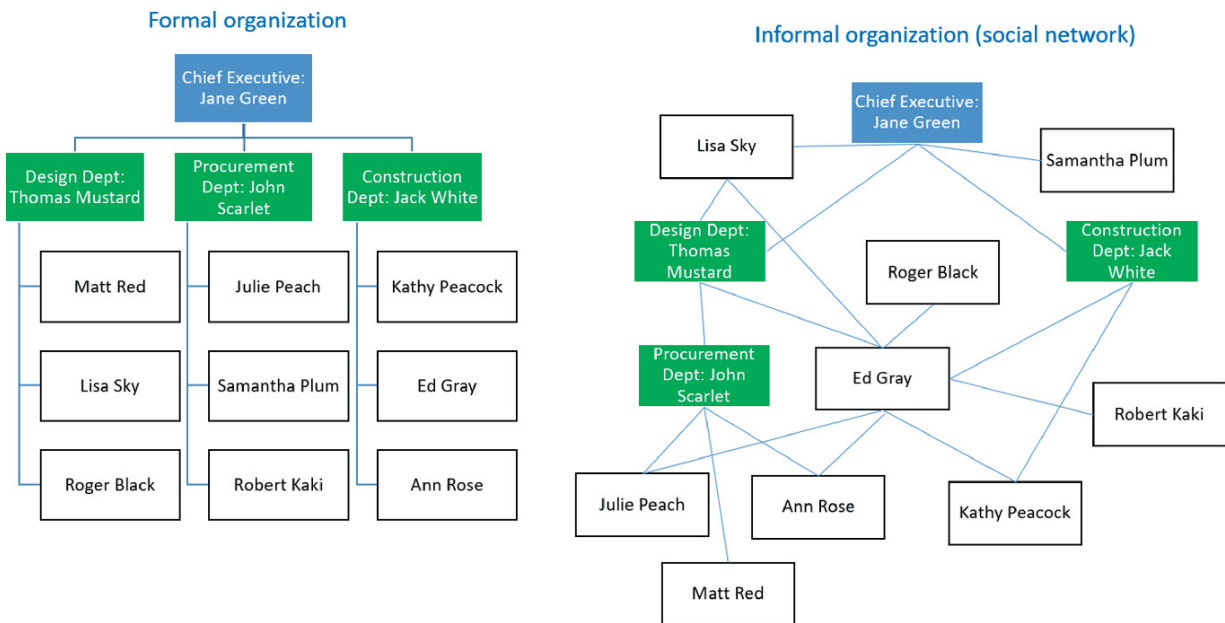 Formal organization
Chief Executive:
Jane Green
Design Dept:
Thomas Mustard
Procurement
Dept: John
Scarlet
Construction
Dept: Jack White
Matt Red
Julie Peach
Kathy Peacock
Lisa Sky
Samantha Plum
Ed Gray
Roger Black
Robert Kaki
Ann Rose
Informal organization (social network)
Chief Executive:
Jane Green
Lisa Sky
Samantha Plum
Design Dept:
Thomas
Mustard
Construction
Dept: Jack
White
Roger Black
Procurement
Dept: John
Scarlet
Ed Gray
Robert Kaki
Julie Peach
Ann Rose
Kathy Peacock
Matt Red